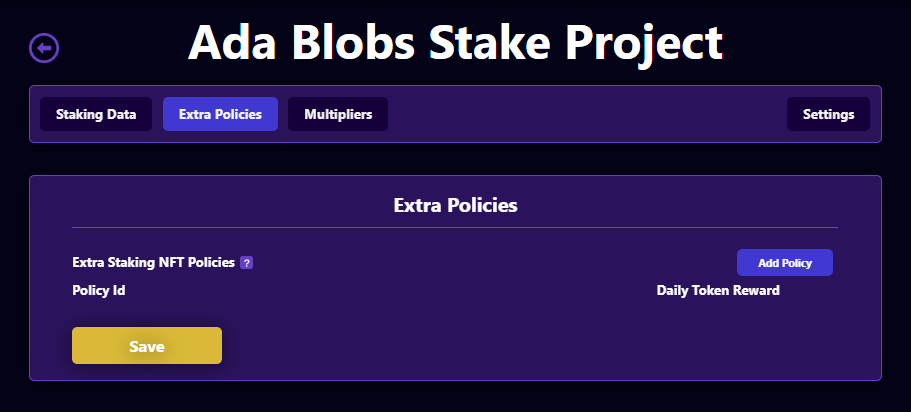 Ada Blobs Stake Project
Staking Data
Extra Policies
Multipliers
Settings
Extra Policies
Extra Staking NFT Policies ?
Add Policy
Policy Id
Daily Token Reward
Save